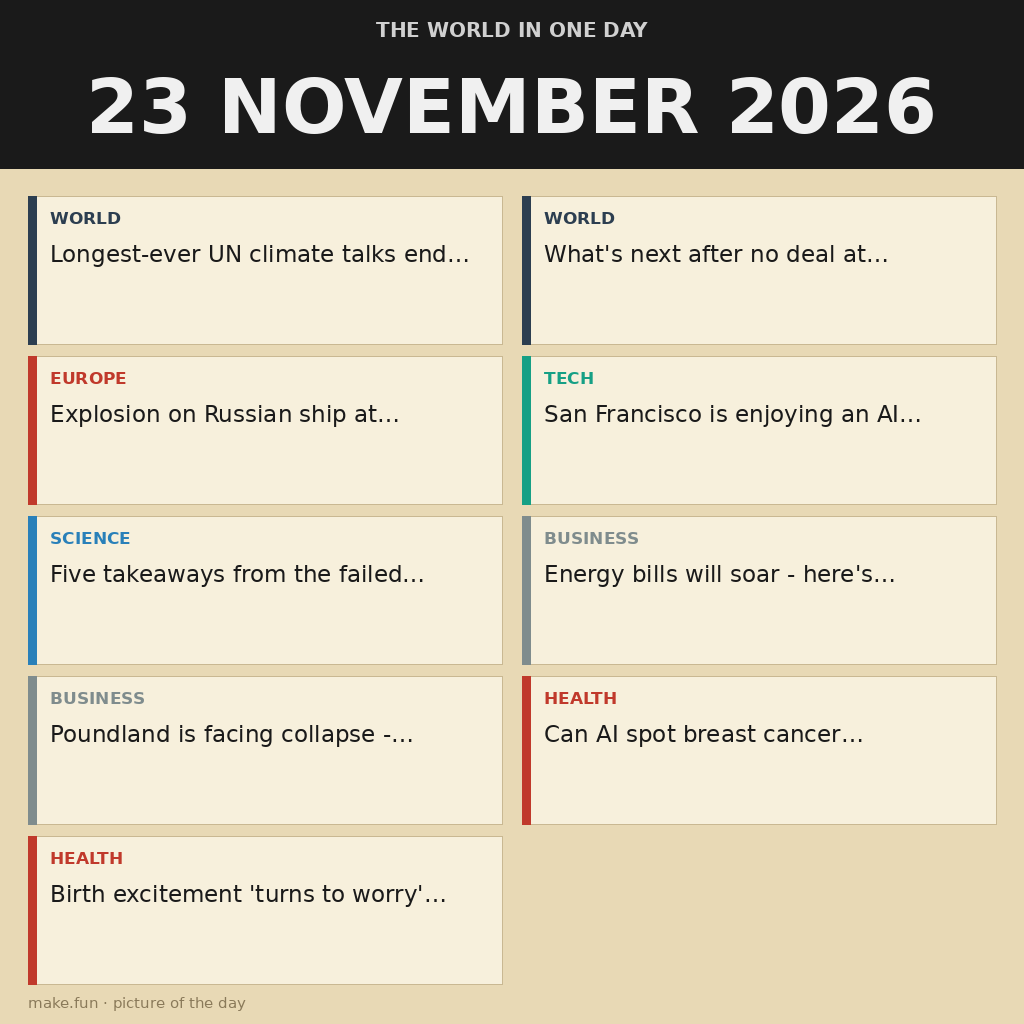 THE WORLD IN ONE DAY
23 NOVEMBER 2026
WORLD
Longest-ever UN climate talks end...
WORLD
What's next after no deal at...
EUROPE
Explosion on Russian ship at...
TECH
San Francisco is enjoying an AI...
SCIENCE
Five takeaways from the failed...
BUSINESS
Energy bills will soar - here's...
BUSINESS
Poundland is facing collapse -...
HEALTH
Can AI spot breast cancer...
HEALTH
Birth excitement 'turns to worry'...
make.fun · picture of the day